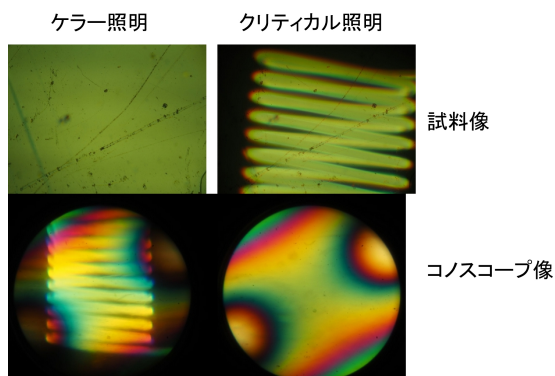 ケラー照明
クリティカル照明
試料像
コノスコープ像